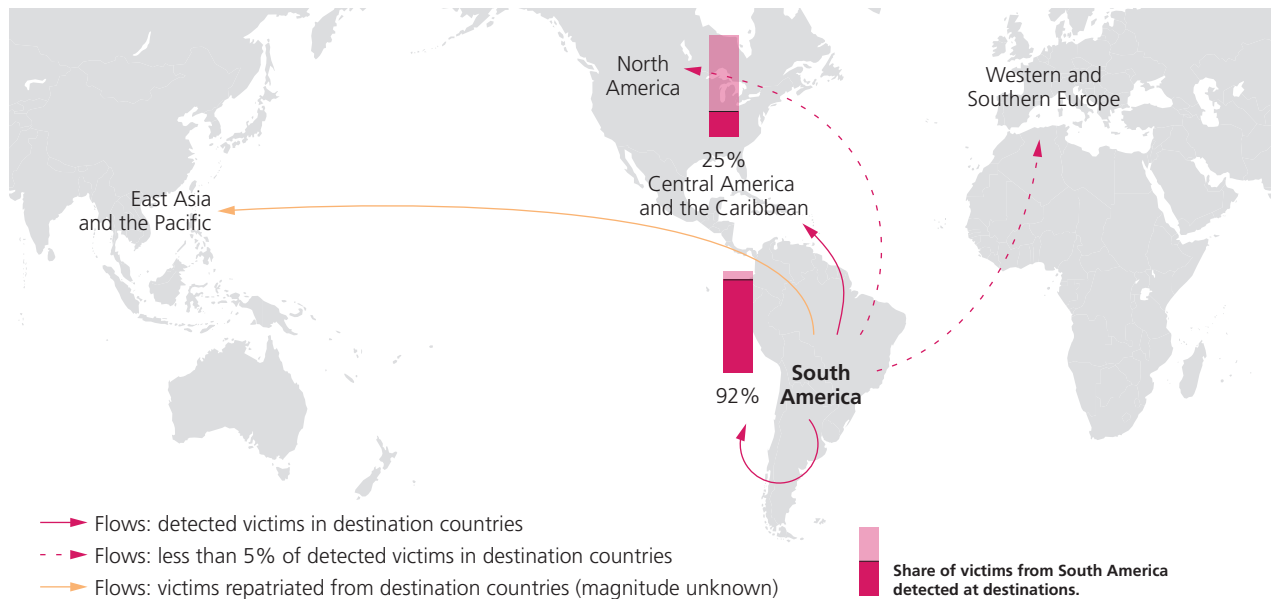 North
America
Western and
Southern Europe
25%
Central America
and the Caribbean
East Asia
and the Pacific
92%
South
America
Flows: detected victims in destination countries
Flows: less than 5% of detected victims in destination countries
Flows: victims repatriated from destination countries (magnitude unknown)
Share of victims from South America
detected at destinations.